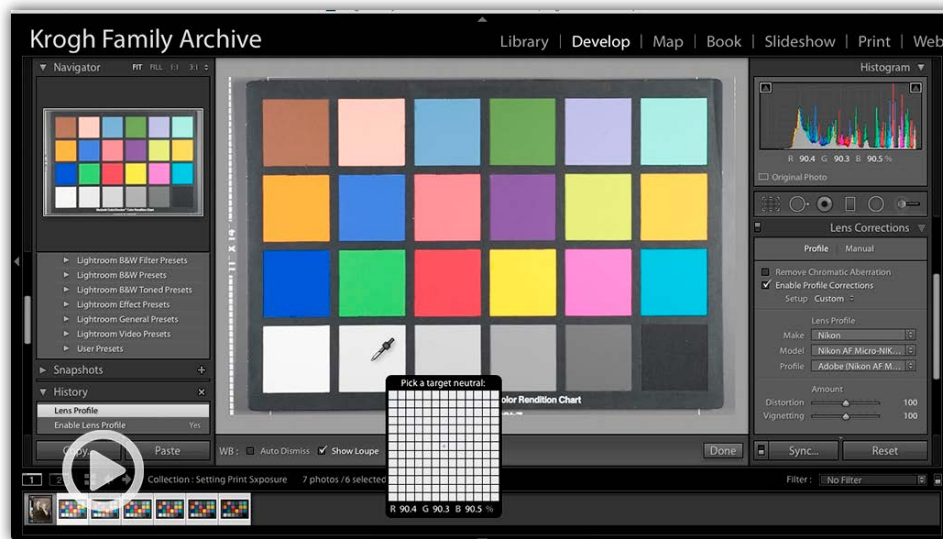 Krogh Family Archive
Library | Develop | Map | Book | Slideshow | Print | Web
Navigator FIT FILL 1:1 3:1
Histogram
R 90.4 G 90.3 B 90.5 %
Original Photo
Lens Corrections
Profile | Manual
Remove Chromatic Aberration
Enable Profile Corrections
Setup Custom
Lens Profile
Make Nikon
Model Nikon AF Micro-NIK...
Profile Adobe (Nikon AF M...
Amount
Distortion 100
Vignetting 100
Lightroom B&W Filter Presets
Lightroom B&W Presets
Lightroom B&W Toned Presets
Lightroom Effect Presets
Lightroom General Presets
Lightroom Video Presets
User Presets
Snapshots +
History ×
Lens Profile
Enable Lens Profile Yes
olor Rendition Chart
Pick a target neutral:
R 90.4 G 90.3 B 90.5 %
Copy... Paste
WB : Auto Dismiss Show Loupe
Done
Sync... Reset
1 2 Collection : Setting Print Sxposure 7 photos /6 selected
Filter : No Filter